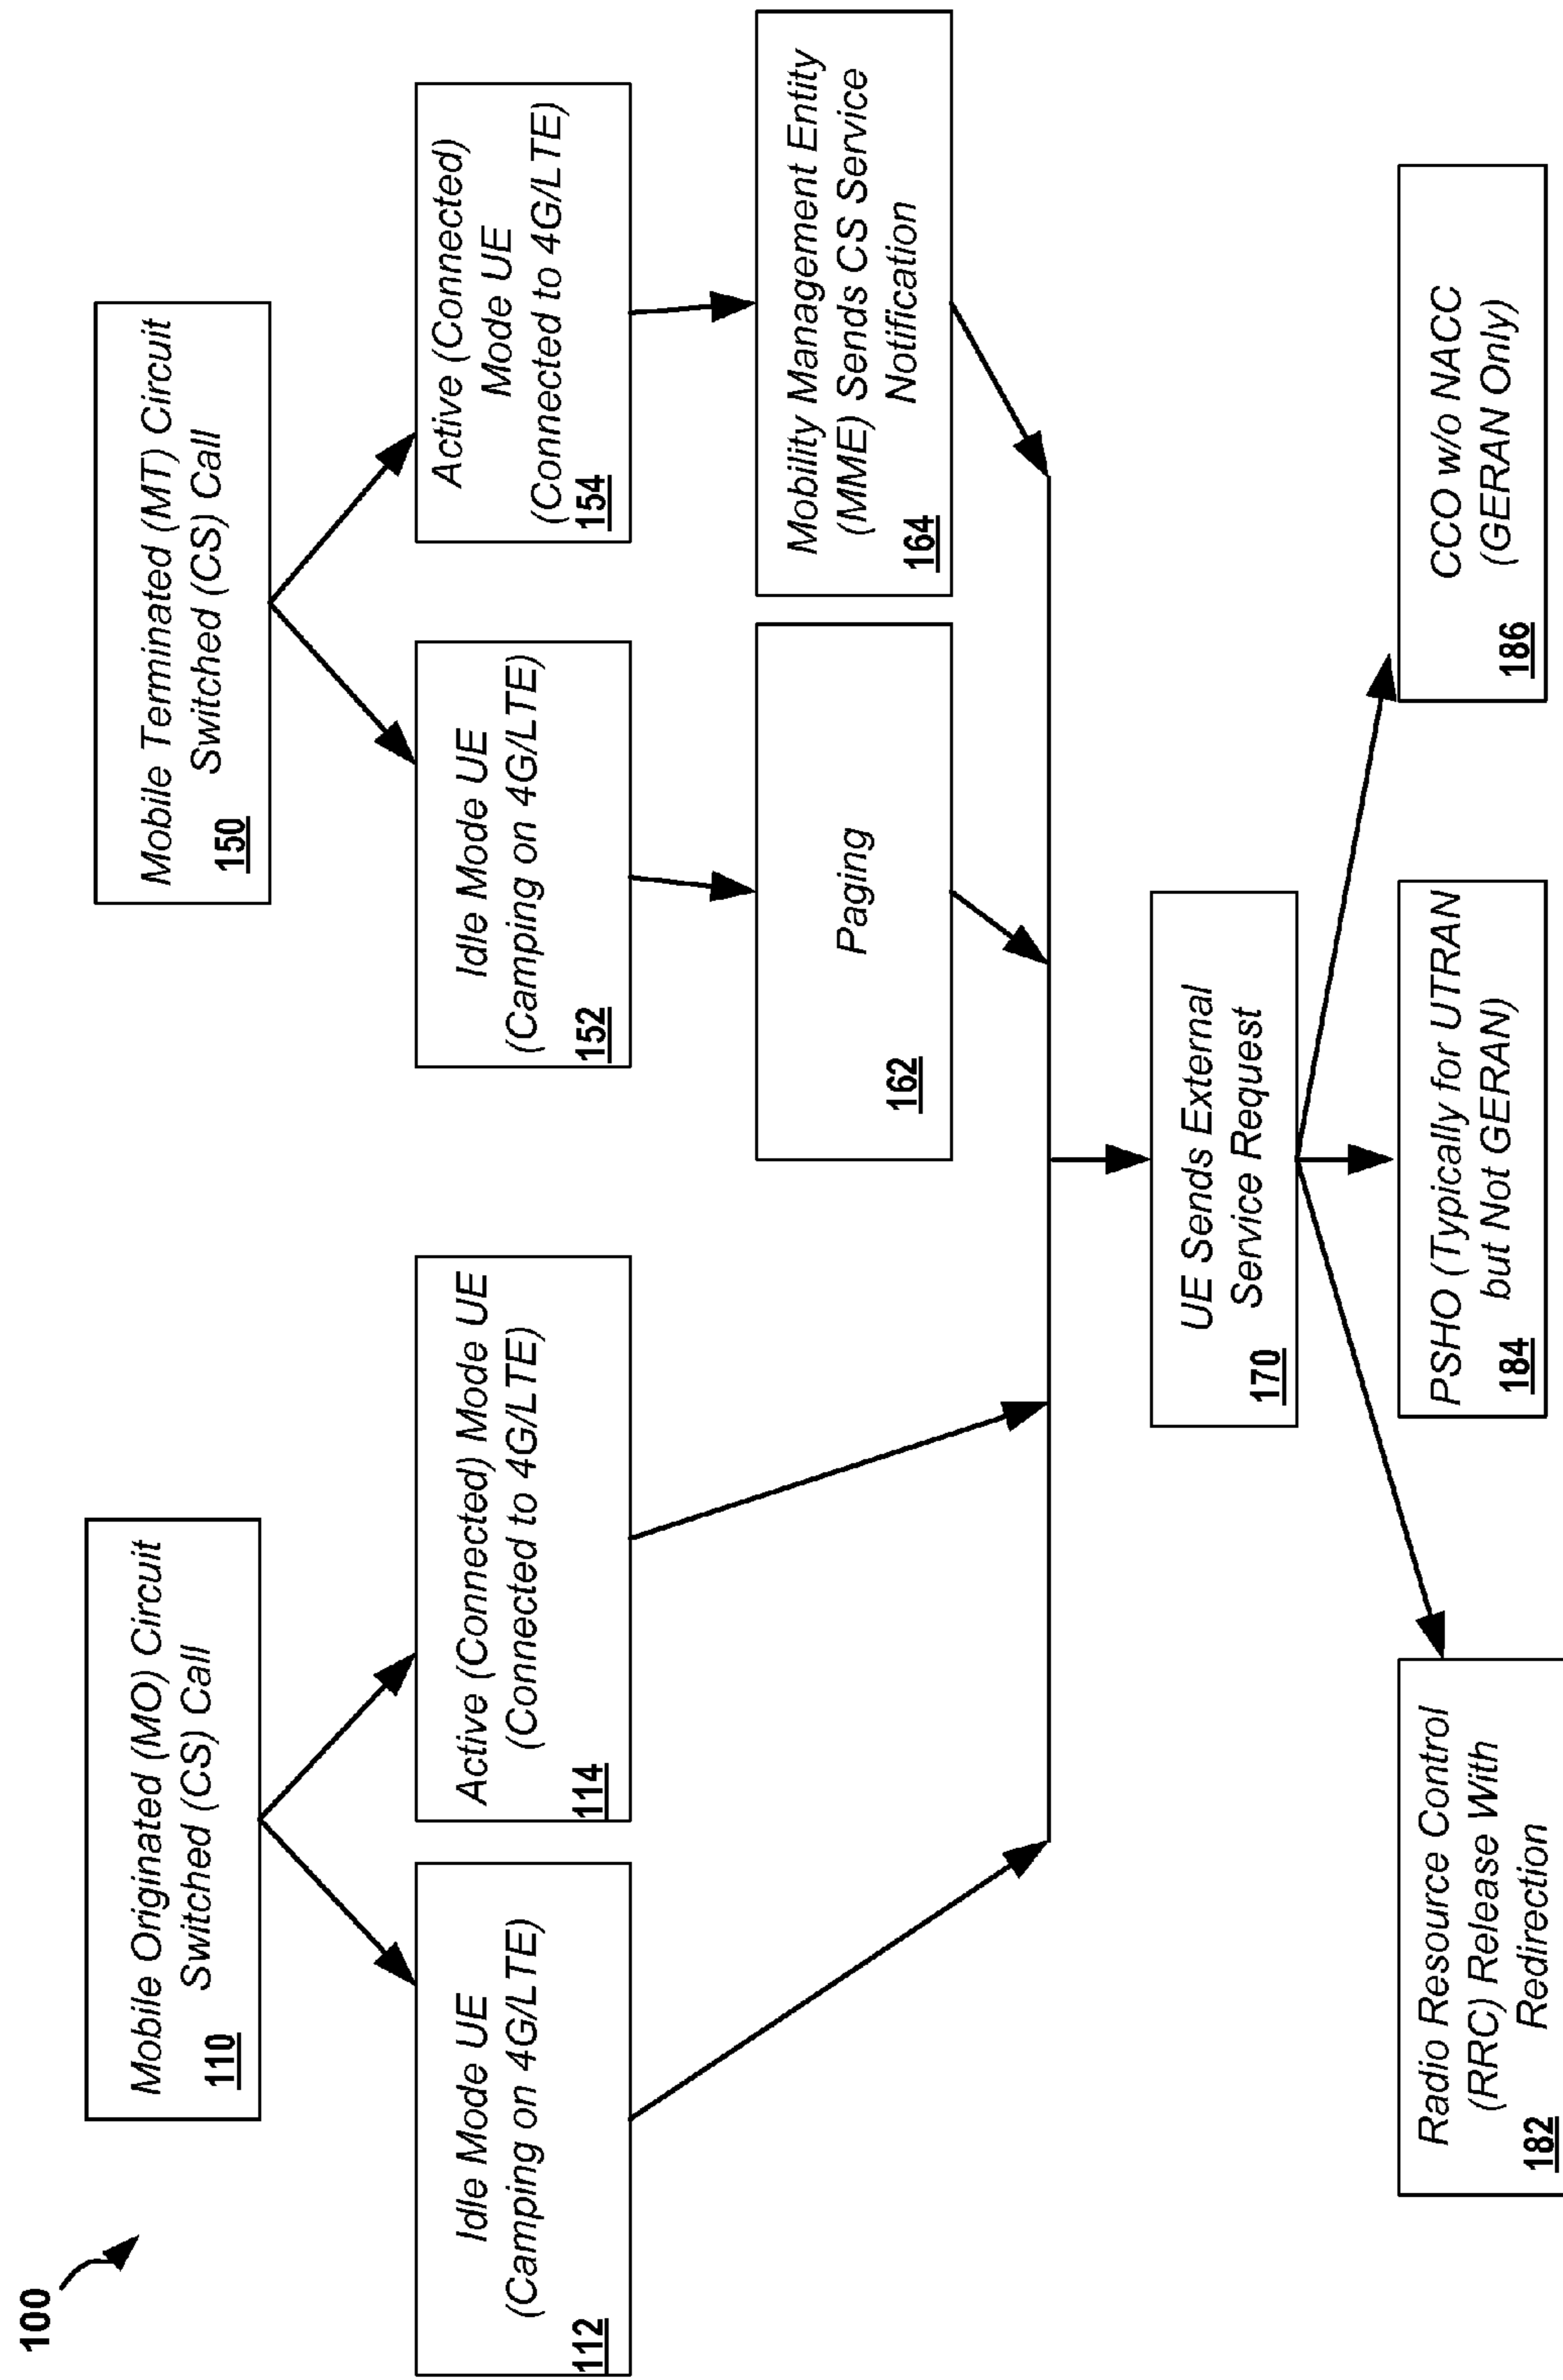 100
Mobile Originated (MO) Circuit
Switched (CS) Call
110
Mobile Terminated (MT) Circuit
Switched (CS) Call
150
Idle Mode UE
(Camping on 4G/LTE)
112
Active (Connected) Mode UE
(Connected to 4G/LTE)
114
Idle Mode UE
(Camping on 4G/LTE)
152
Active (Connected)
Mode UE
(Connected to 4G/LTE)
154
Paging
162
Mobility Management Entity
(MME) Sends CS Service
Notification
164
UE Sends External
Service Request
170
Radio Resource Control
(RRC) Release With
Redirection
182
PSHO (Typically for UTRAN
but Not GERAN)
184
CCO w/o NACC
(GERAN Only)
186